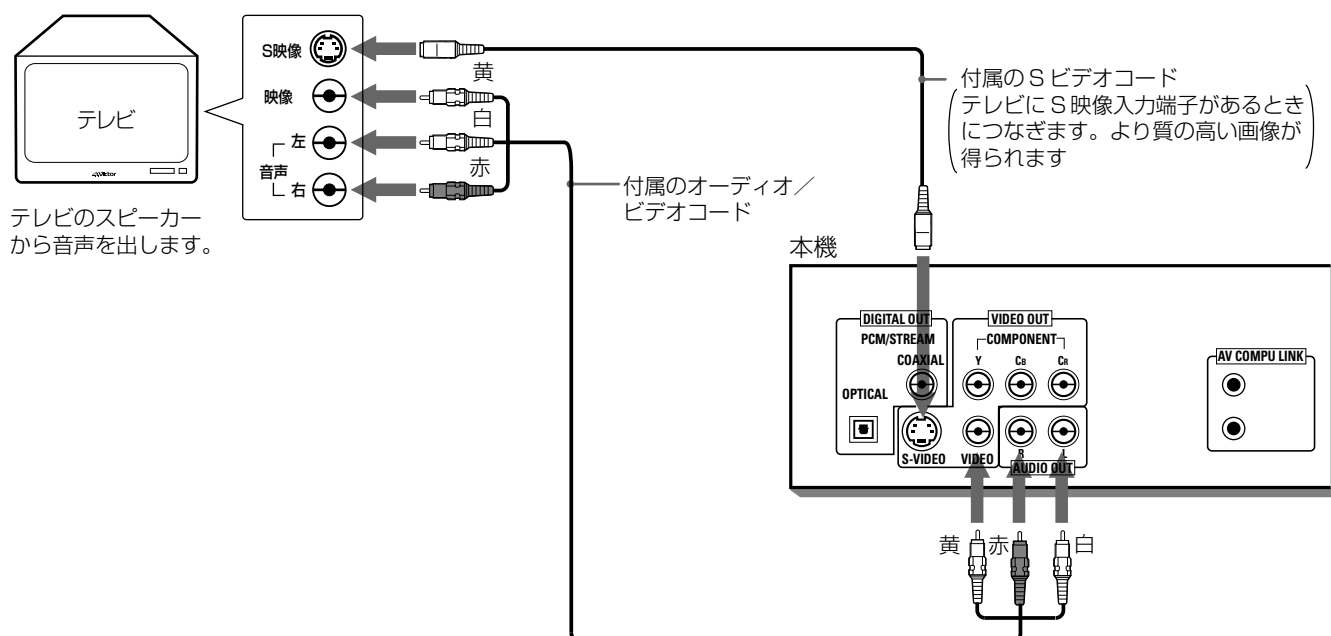 S映像
映像
左
音声
右
黄
白
赤
テレビ
Victor
テレビのスピーカー
から音声を出します。
付属のSビデオコード
テレビにS映像入力端子があるとき
につなぎます。より質の高い画像が
得られます
付属のオーディオ／
ビデオコード
本機
DIGITAL OUT
PCM/STREAM
COAXIAL
OPTICAL
VIDEO OUT
COMPONENT
Y CB CR
S-VIDEO VIDEO
R L
AUDIO OUT
AV COMPU LINK
黄 赤 白